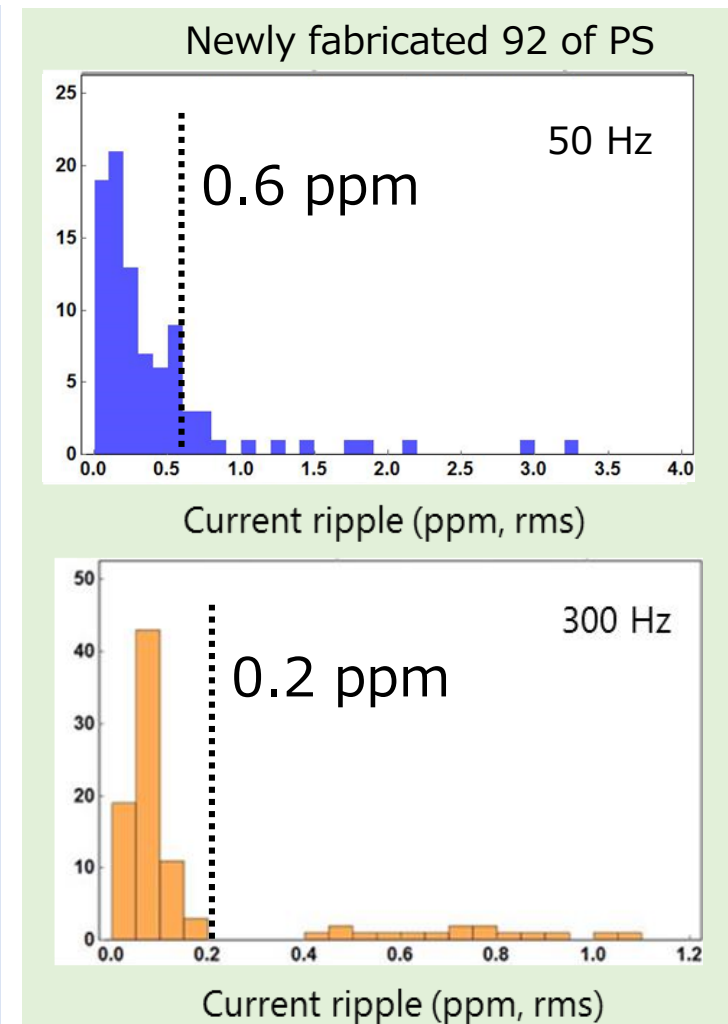 Newly fabricated 92 of PS
25
20
15
10
5
0
50 Hz
0.6 ppm
0.0 0.5 1.0 1.5 2.0 2.5 3.0 3.5 4.0
Current ripple (ppm, rms)
50
40
30
20
10
0
300 Hz
0.2 ppm
0.0 0.2 0.4 0.6 0.8 1.0 1.2
Current ripple (ppm, rms)